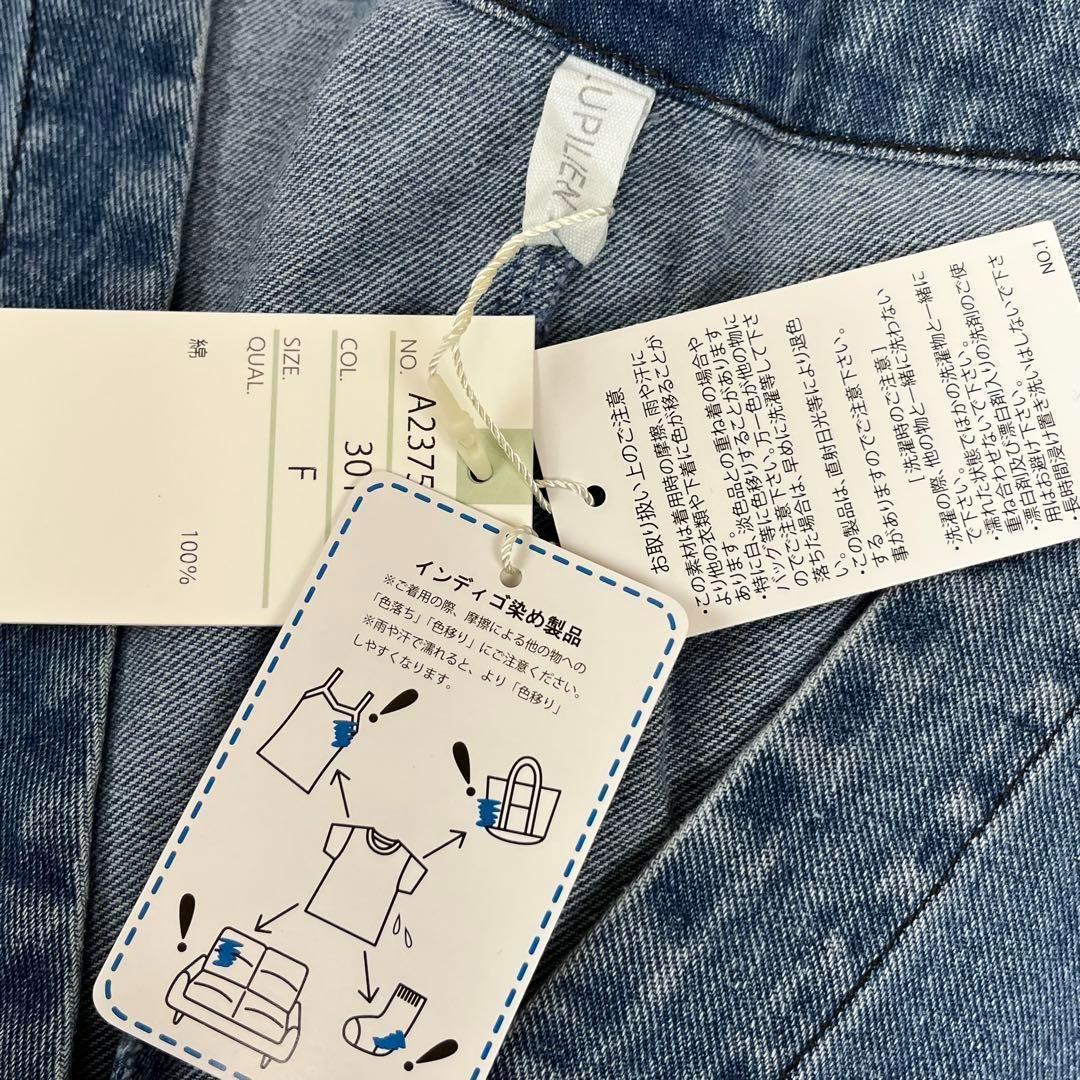 UPIVEN
NO. A2375
COL. 301
SIZE. F
QUAL.
綿 100%
インディゴ染め製品
※ご着用の際、摩擦による他の物への
「色落ち」「色移り」にご注意ください。
※雨や汗で濡れると、より「色移り」
しやすくなります。
NO.1
お取り扱い上のご注意
この素材は着用時の摩擦、雨や汗に
より他の衣類や下着に色が移ることが
あります。淡色品との重ね着の場合や
・特に白、淡色品に色移りすることがあります
バッグ等に色移りする
のでご注意下さい。万一色が他の物に
落ちた場合は、早めに洗濯等して下さ
い。
・この製品は、直射日光等により退色
する
事がありますのでご注意下さい。
[洗濯時のご注意]
・洗濯の際、他の物と一緒に洗わない
で下さい。
・濡れた状態でほかの洗濯物と一緒に
重ね合わせないで下さい。
・漂白剤及び漂白剤入りの洗剤のご使
用はお避け下さい。
・長時間浸け置き洗いはしないで下さ